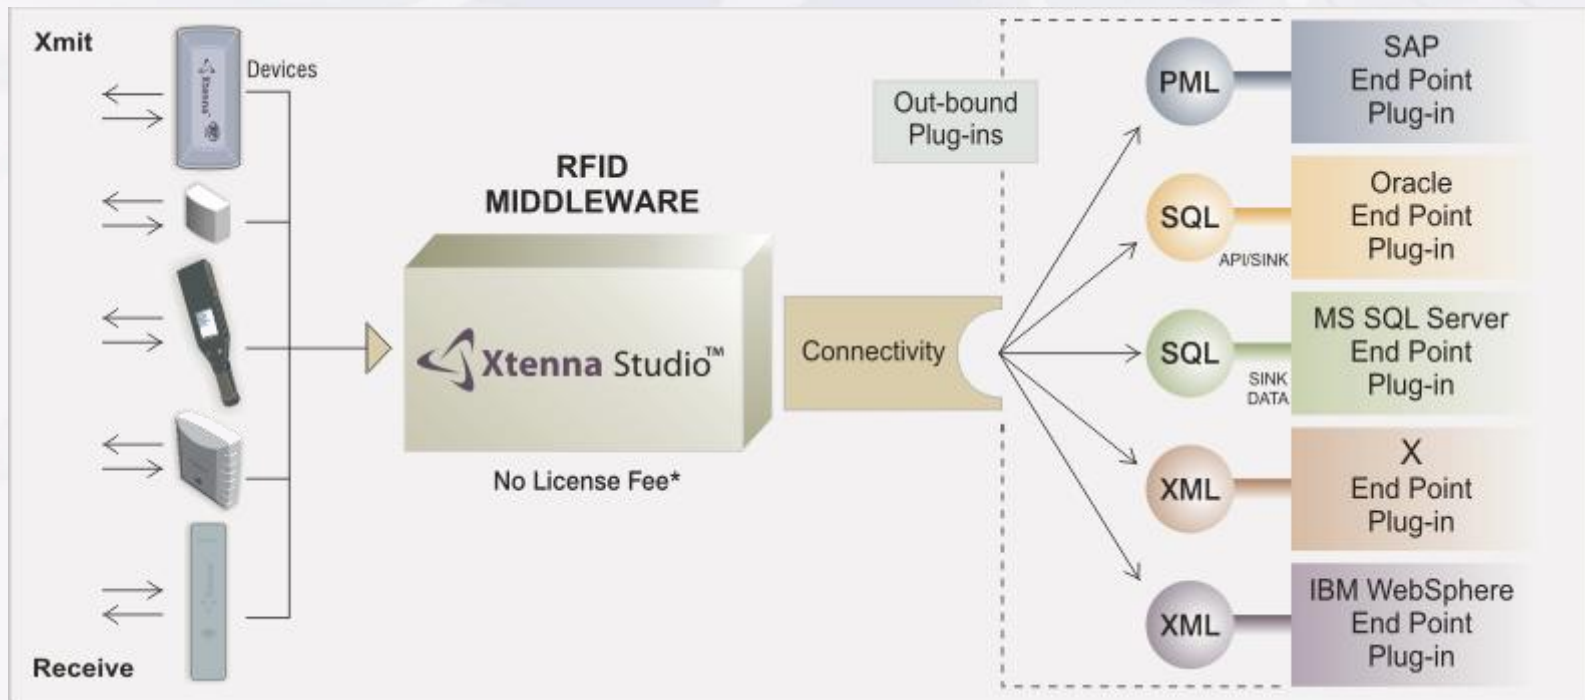 Xmit
Devices
Xtenna
RFID
MIDDLEWARE
Xtenna Studio™
No License Fee*
Receive
Connectivity
Out-bound
Plug-ins
PML
SAP
End Point
Plug-in
SQL
API/SINK
Oracle
End Point
Plug-in
SQL
SINK
DATA
MS SQL Server
End Point
Plug-in
XML
X
End Point
Plug-in
XML
IBM WebSphere
End Point
Plug-in